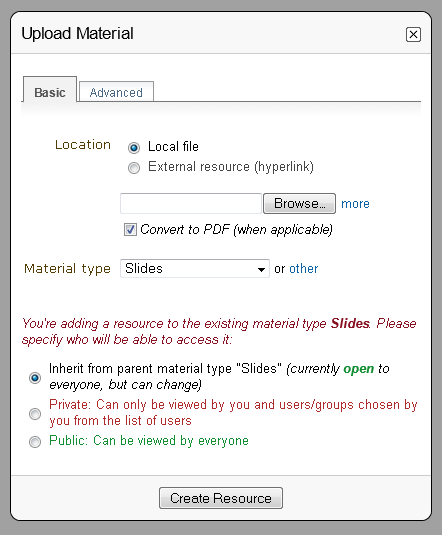 Upload Material
Basic Advanced
Location Local file
External resource (hyperlink)
Browse... more
Convert to PDF (when applicable)
Material type Slides or other
You're adding a resource to the existing material type Slides. Please
specify who will be able to access it:
Inherit from parent material type "Slides" (currently open to
everyone, but can change)
Private: Can only be viewed by you and users/groups chosen by
you from the list of users
Public: Can be viewed by everyone
Create Resource